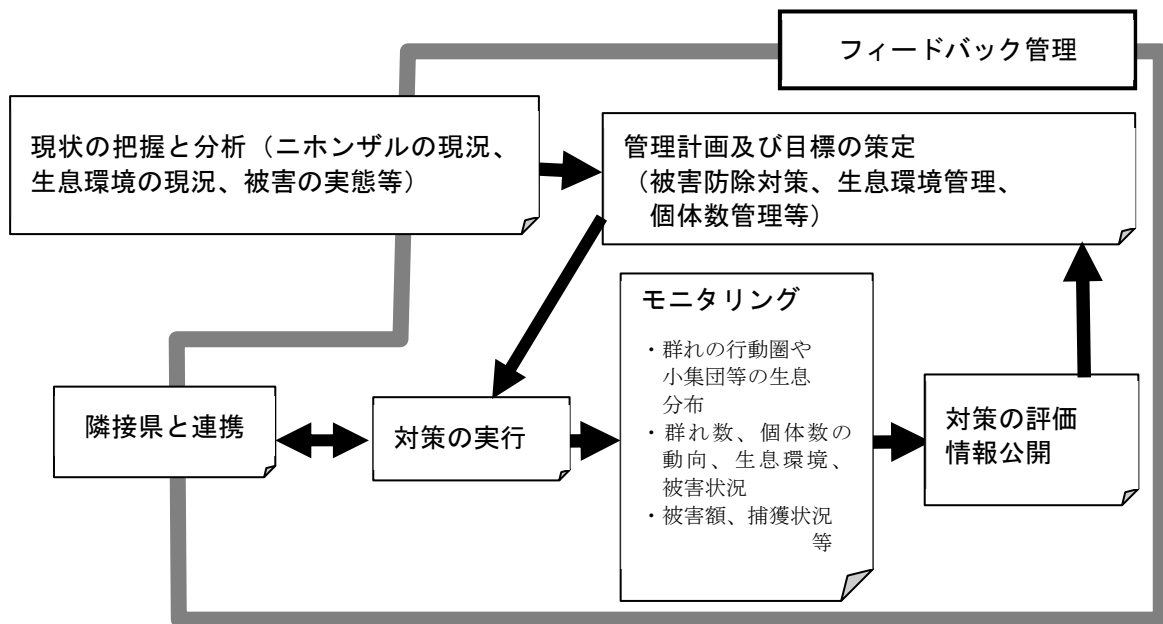 フィードバック管理
現状の把握と分析（ニホンザルの現況、
生息環境の現況、被害の実態等）
管理計画及び目標の策定
（被害防除対策、生息環境管理、
個体数管理等）
隣接県と連携
対策の実行
モニタリング
・群れの行動圏や
小集団等の生息
分布
・群れ数、個体数の
動向、生息環境、
被害状況
・被害額、捕獲状況
等
対策の評価
情報公開